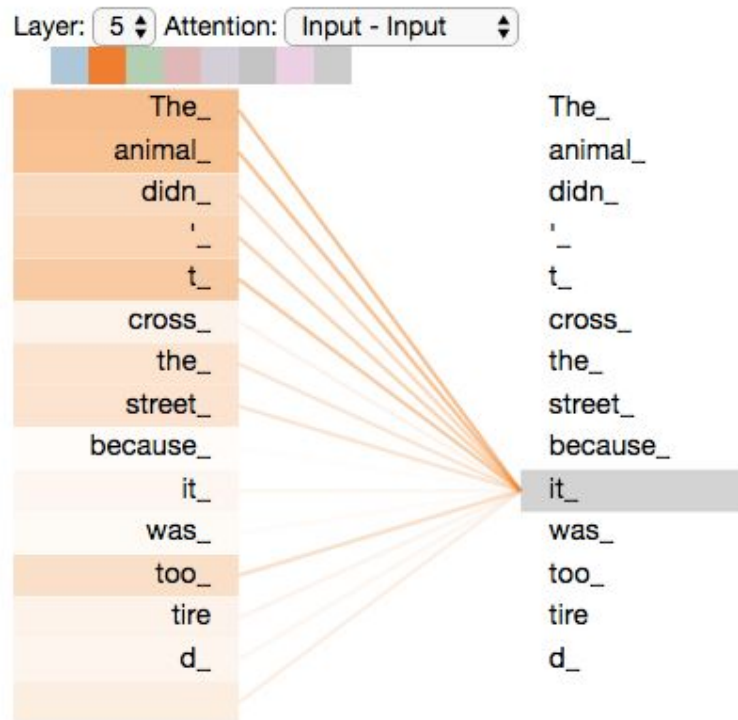 Layer: 5 Attention: Input - Input
The_ The_
animal_ animal_
didn_ didn_
'_ '_
t_ t_
cross_ cross_
the_ the_
street_ street_
because_ because_
it_ it_
was_ was_
too_ too_
tire tire
d_ d_